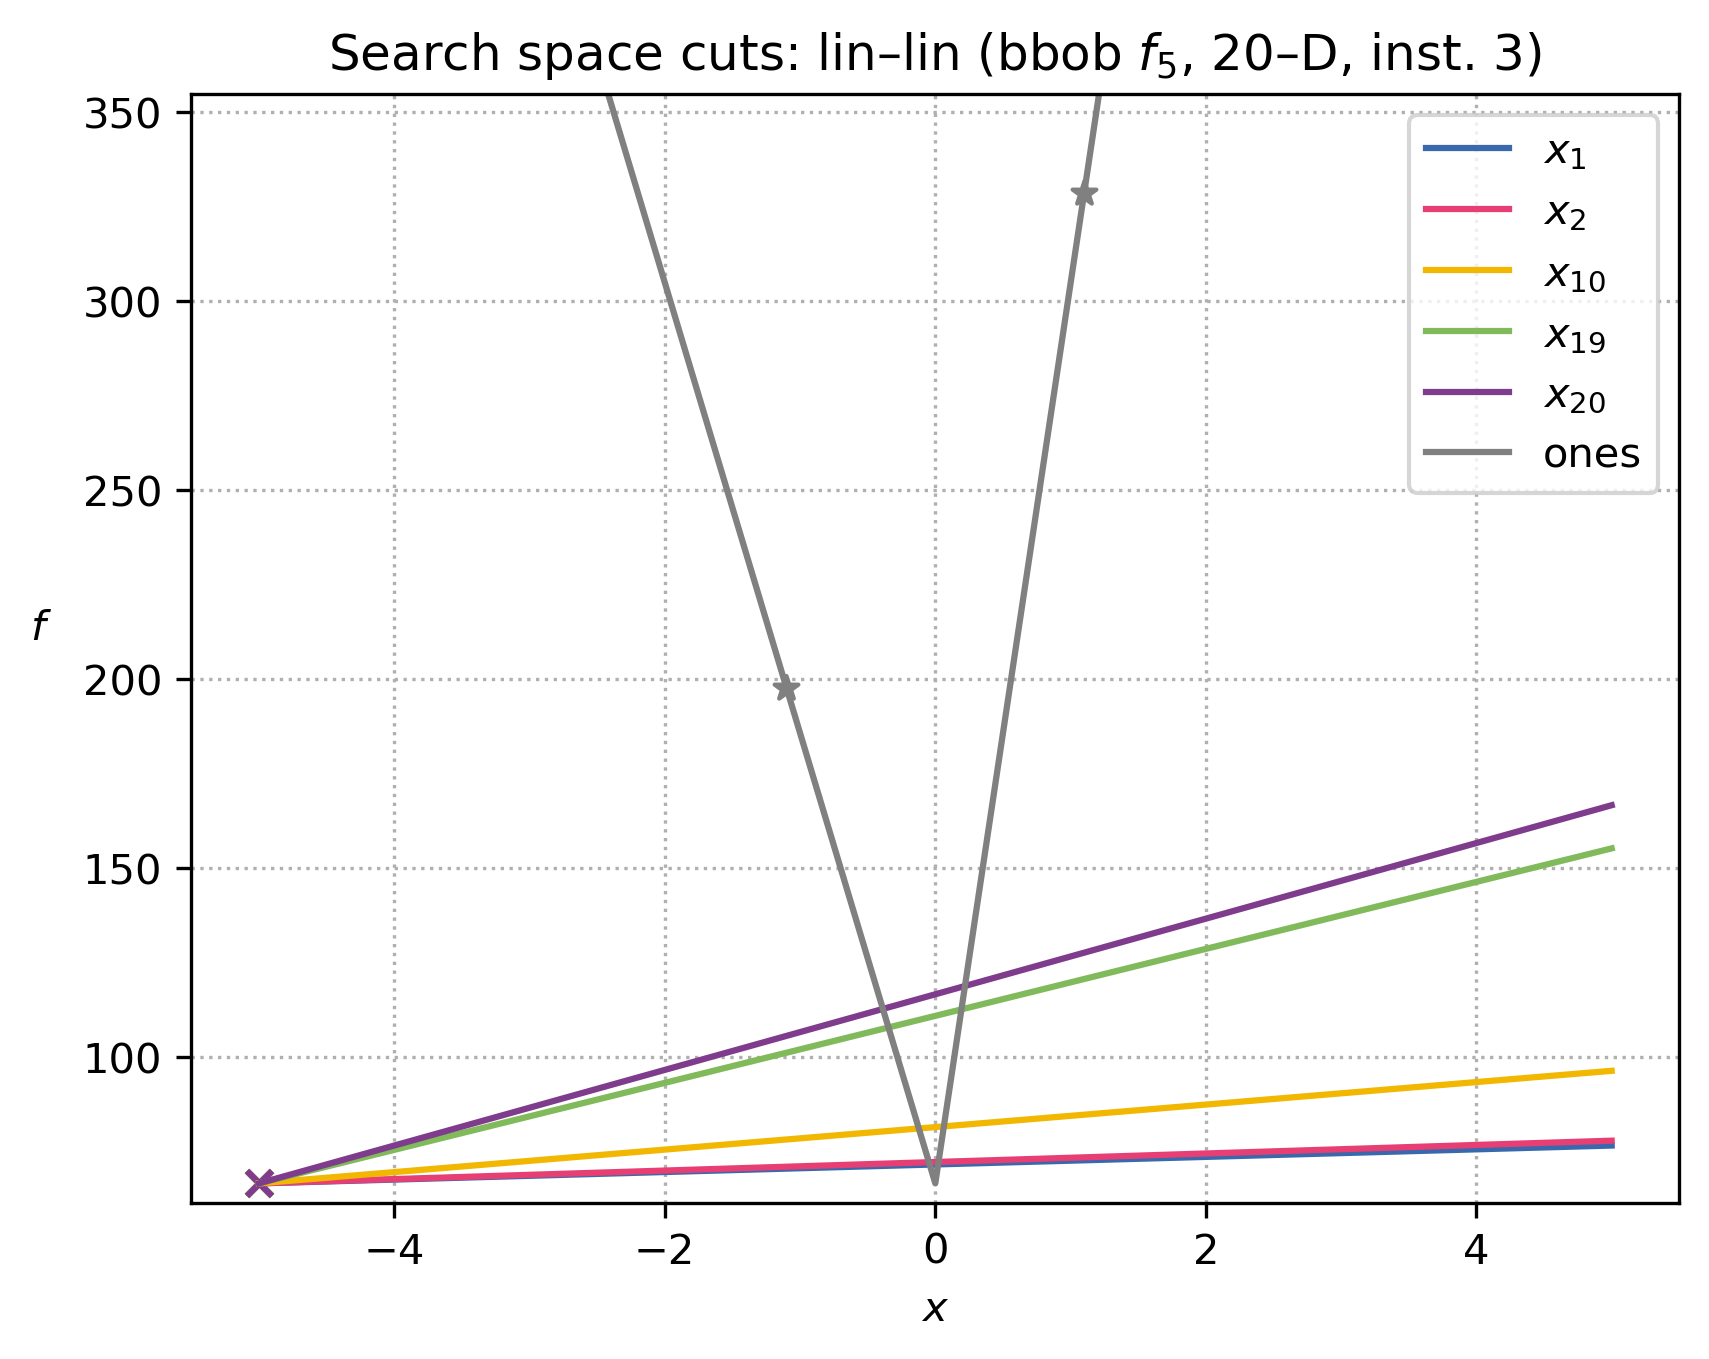 Search space cuts: lin–lin (bbob f₅, 20–D, inst. 3)
350
300
250
200
150
100
f
−4
−2
0
2
4
x
x₁
x₂
x₁₀
x₁₉
x₂₀
ones